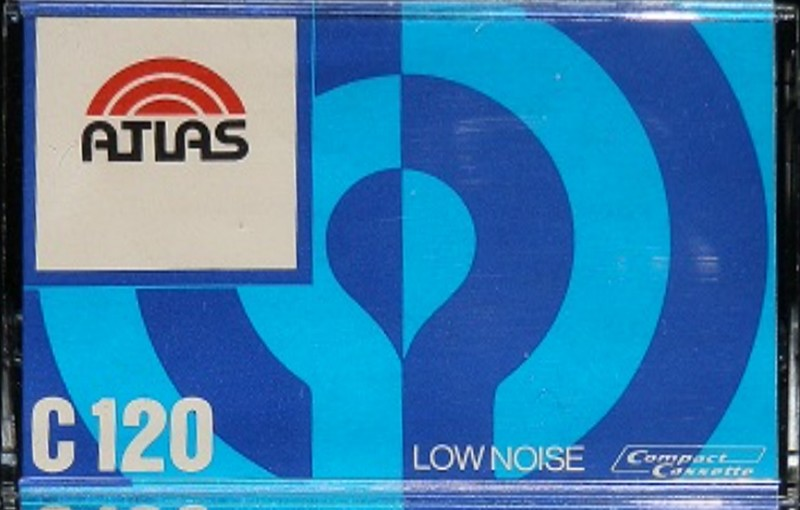 ATLAS
C 120
LOW NOISE
Compact
Cassette